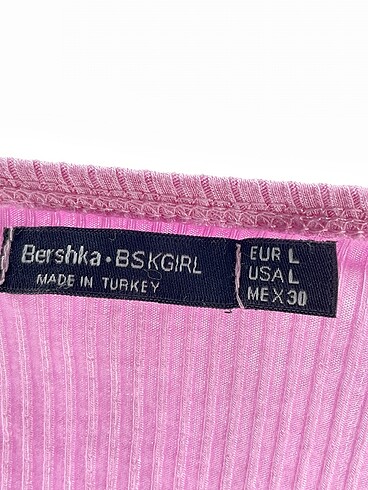 Bershka • BSKGIRL
MADE IN TURKEY
EUR L
USA L
MEX 30